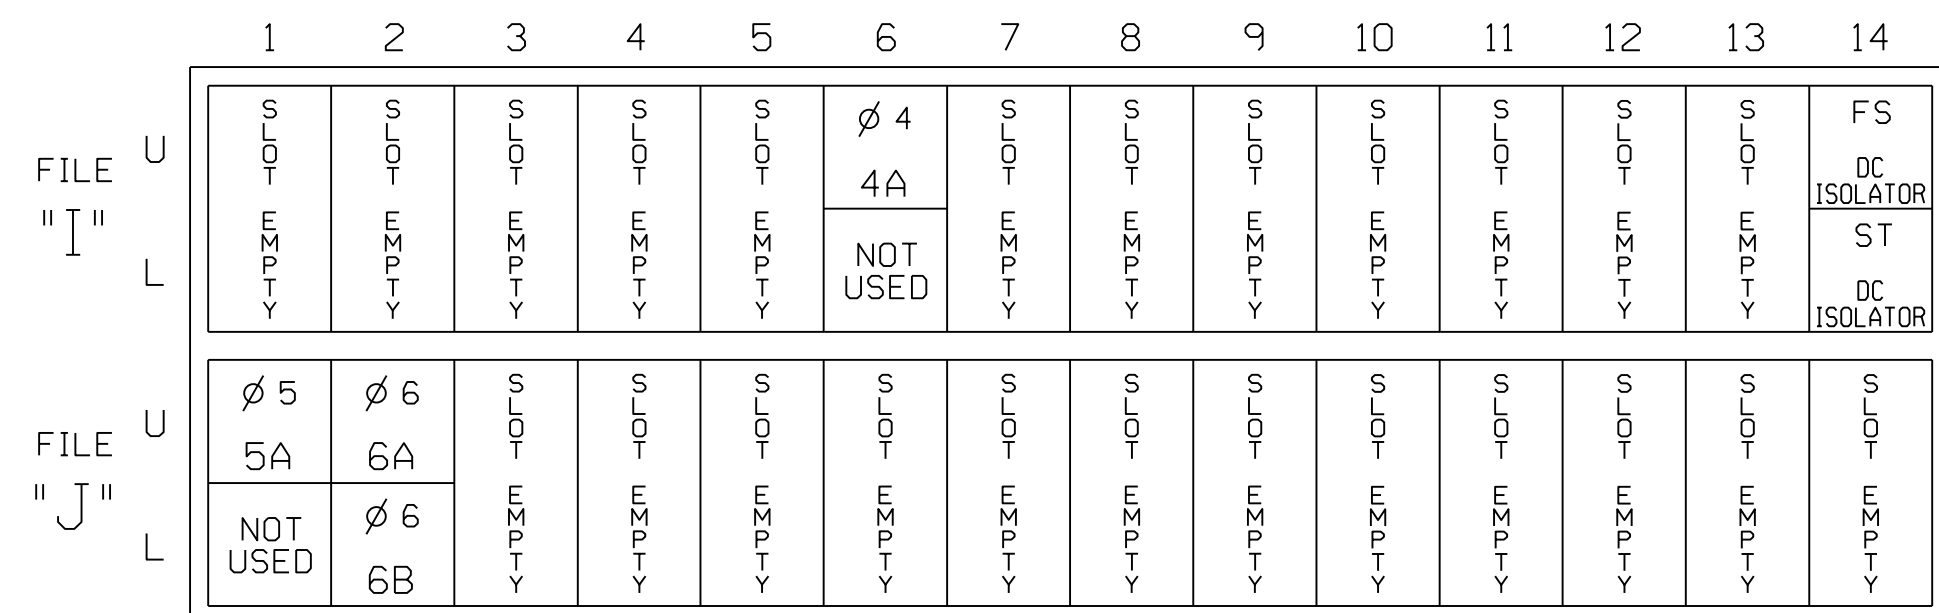 1 2 3 4 5 6 7 8 9 10 11 12 13 14
FILE "I"
U
L
SLOT EMPTY
SLOT EMPTY
SLOT EMPTY
SLOT EMPTY
SLOT EMPTY
Ø 4
4A
NOT
USED
SLOT EMPTY
SLOT EMPTY
SLOT EMPTY
SLOT EMPTY
SLOT EMPTY
SLOT EMPTY
SLOT EMPTY
FS
DC
ISOLATOR
ST
DC
ISOLATOR
FILE "J"
U
L
Ø 5
5A
NOT
USED
Ø 6
6A
Ø 6
6B
SLOT EMPTY
SLOT EMPTY
SLOT EMPTY
SLOT EMPTY
SLOT EMPTY
SLOT EMPTY
SLOT EMPTY
SLOT EMPTY
SLOT EMPTY
SLOT EMPTY
SLOT EMPTY
SLOT EMPTY